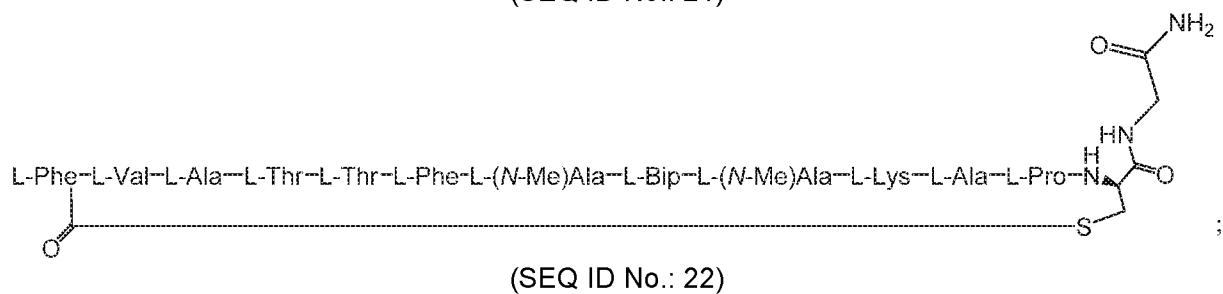 (SEQ ID No.: 21)
NH₂
O
HN
H
L-Phe-L-Val-L-Ala-L-Thr-L-Thr-L-Phe-L-(N-Me)Ala-L-Bip-L-(N-Me)Ala-L-Lys-L-Ala-L-Pro-N
O
O
S
;
(SEQ ID No.: 22)